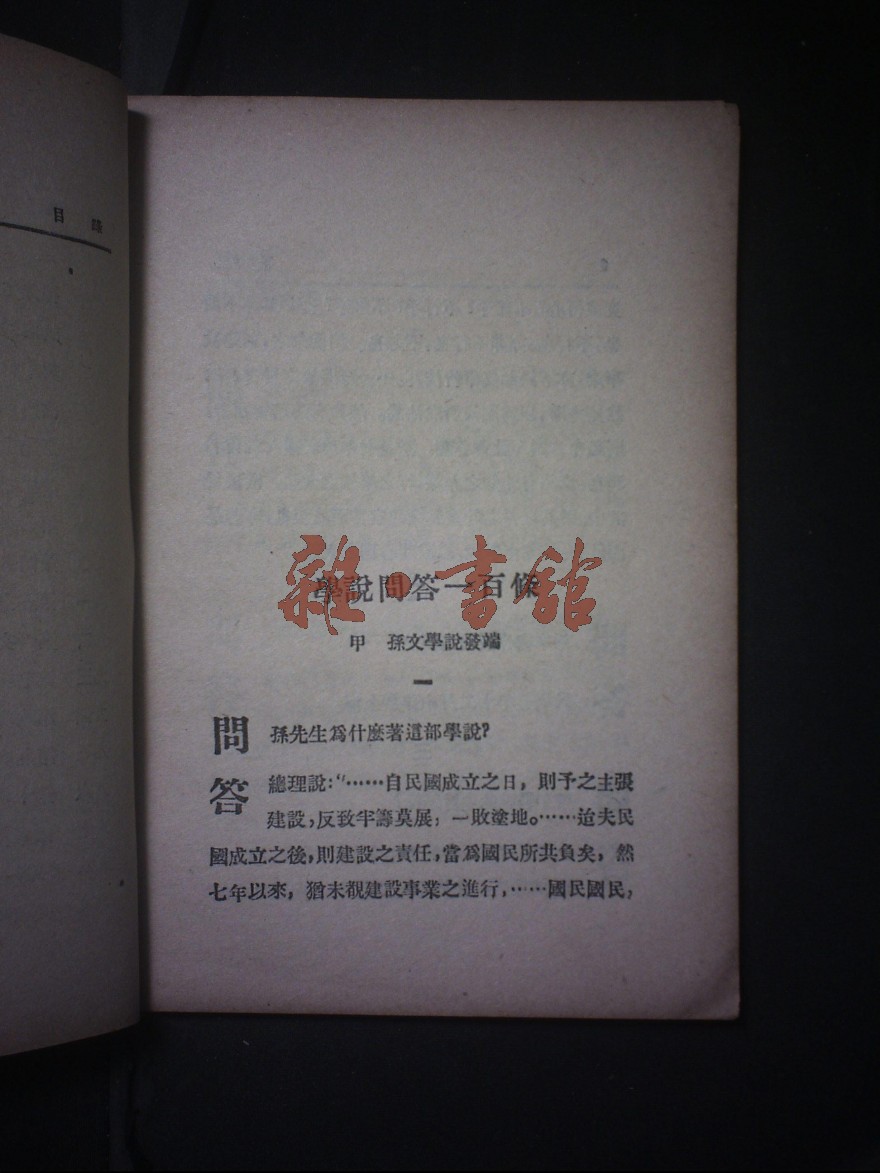 目 錄
學說問答一百條
雜·書館
甲 孫文學說發端
一
問 孫先生爲什麼著這部學說?
答 總理說:“……自民國成立之日，則予之主張
建設，反致半籌莫展，一敗塗地。……迨夫民
國成立之後，則建設之責任，當爲國民所共負矣，然
七年以來，猶未覩建設事業之進行，……國民國民，